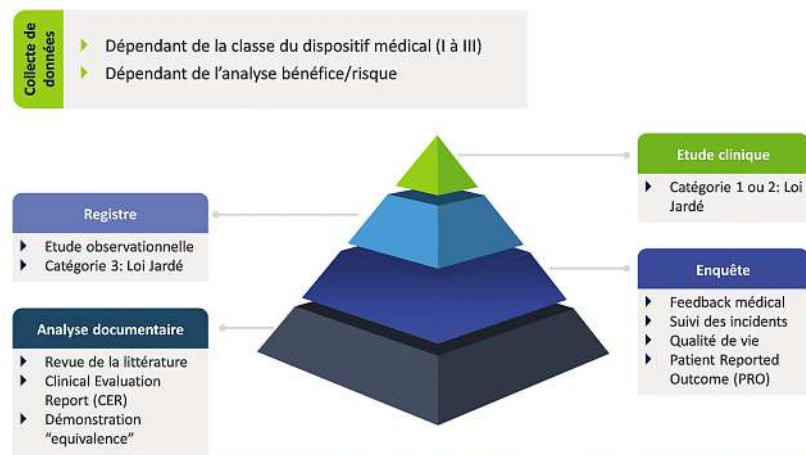 Collecte de
données
Dépendant de la classe du dispositif médical (I à III)
Dépendant de l'analyse bénéfice/risque
Etude clinique
Catégorie 1 ou 2: Loi
Jardé
Registre
Etude observationnelle
Catégorie 3: Loi Jardé
Enquête
Feedback médical
Suivi des incidents
Qualité de vie
Patient Reported
Outcome (PRO)
Analyse documentaire
Revue de la littérature
Clinical Evaluation
Report (CER)
Démonstration
"equivalence"